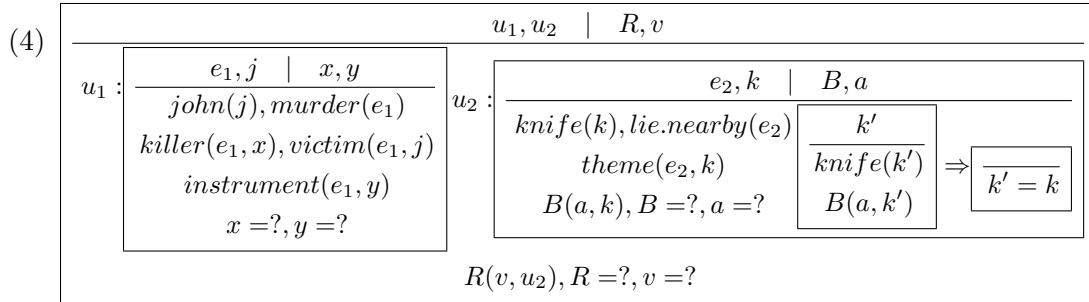 (4)
u₁, u₂ | R, v
u₁ :
e₁, j | x, y
john(j), murder(e₁)
killer(e₁, x), victim(e₁, j)
instrument(e₁, y)
x =?, y =?
u₂ :
e₂, k | B, a
knife(k), lie.nearby(e₂)
theme(e₂, k)
B(a, k), B =?, a =?
k′
knife(k′)
B(a, k′)
⇒
k′ = k
R(v, u₂), R =?, v =?